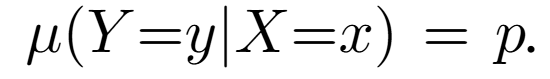 μ(Y=y|X=x) = p.